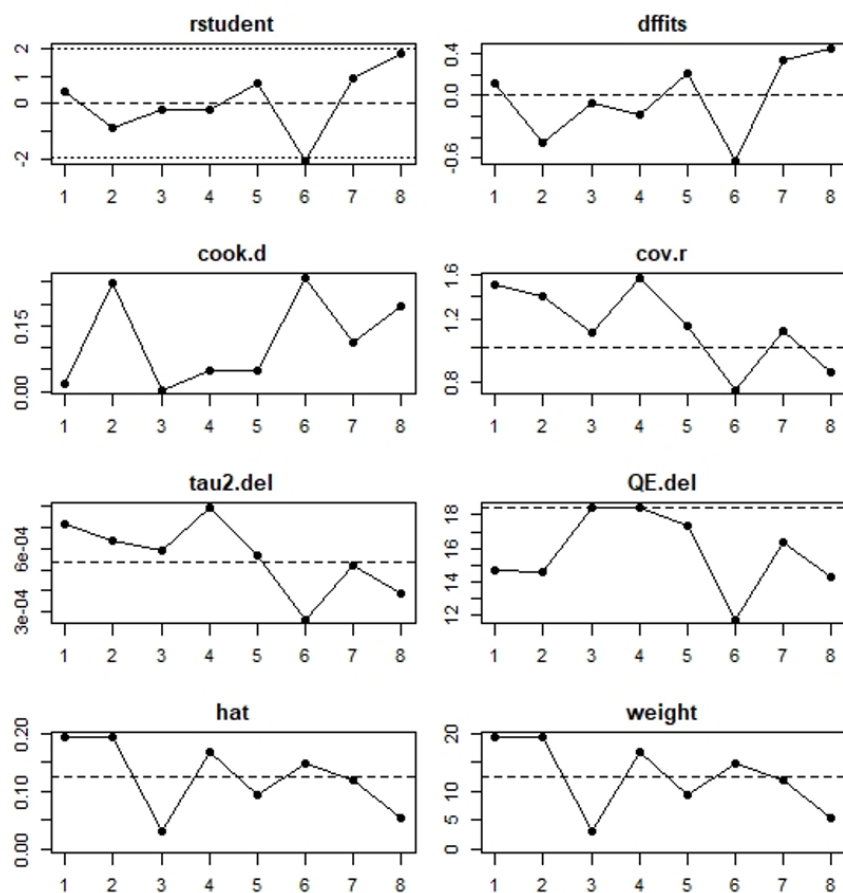 rstudent
2
1
0
-2
1 2 3 4 5 6 7 8
dffits
0.4
0.0
-0.6
1 2 3 4 5 6 7 8
cook.d
0.15
0.00
1 2 3 4 5 6 7 8
cov.r
1.6
1.2
0.8
1 2 3 4 5 6 7 8
tau2.del
6e-04
3e-04
1 2 3 4 5 6 7 8
QE.del
18
16
14
12
1 2 3 4 5 6 7 8
hat
0.20
0.10
0.00
1 2 3 4 5 6 7 8
weight
20
10
5
0
1 2 3 4 5 6 7 8